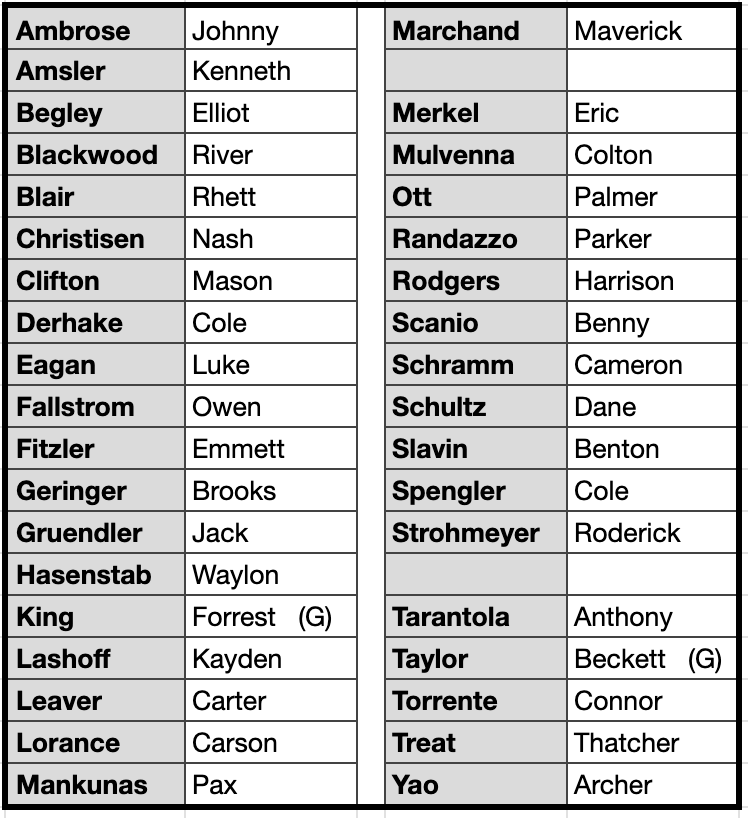 Ambrose Johnny
Amsler Kenneth
Begley Elliot
Blackwood River
Blair Rhett
Christisen Nash
Clifton Mason
Derhake Cole
Eagan Luke
Fallstrom Owen
Fitzler Emmett
Geringer Brooks
Gruendler Jack
Hasenstab Waylon
King Forrest (G)
Lashoff Kayden
Leaver Carter
Lorance Carson
Mankunas Pax
Marchand Maverick
Merkel Eric
Mulvenna Colton
Ott Palmer
Randazzo Parker
Rodgers Harrison
Scanio Benny
Schramm Cameron
Schultz Dane
Slavin Benton
Spengler Cole
Strohmeyer Roderick
Tarantola Anthony
Taylor Beckett (G)
Torrente Connor
Treat Thatcher
Yao Archer